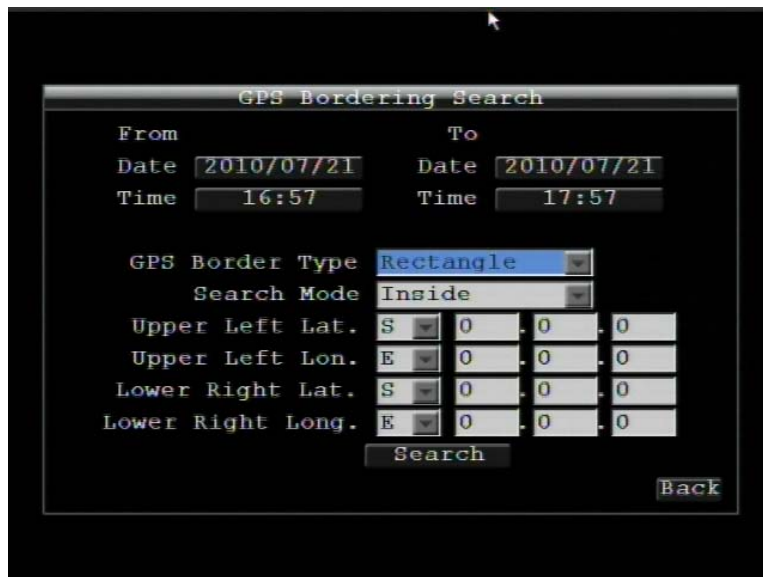 GPS Bordering Search
From To
Date 2010/07/21 Date 2010/07/21
Time 16:57 Time 17:57
GPS Border Type Rectangle
Search Mode Inside
Upper Left Lat. S 0 . 0 . 0
Upper Left Lon. E 0 . 0 . 0
Lower Right Lat. S 0 . 0 . 0
Lower Right Long. E 0 . 0 . 0
Search
Back